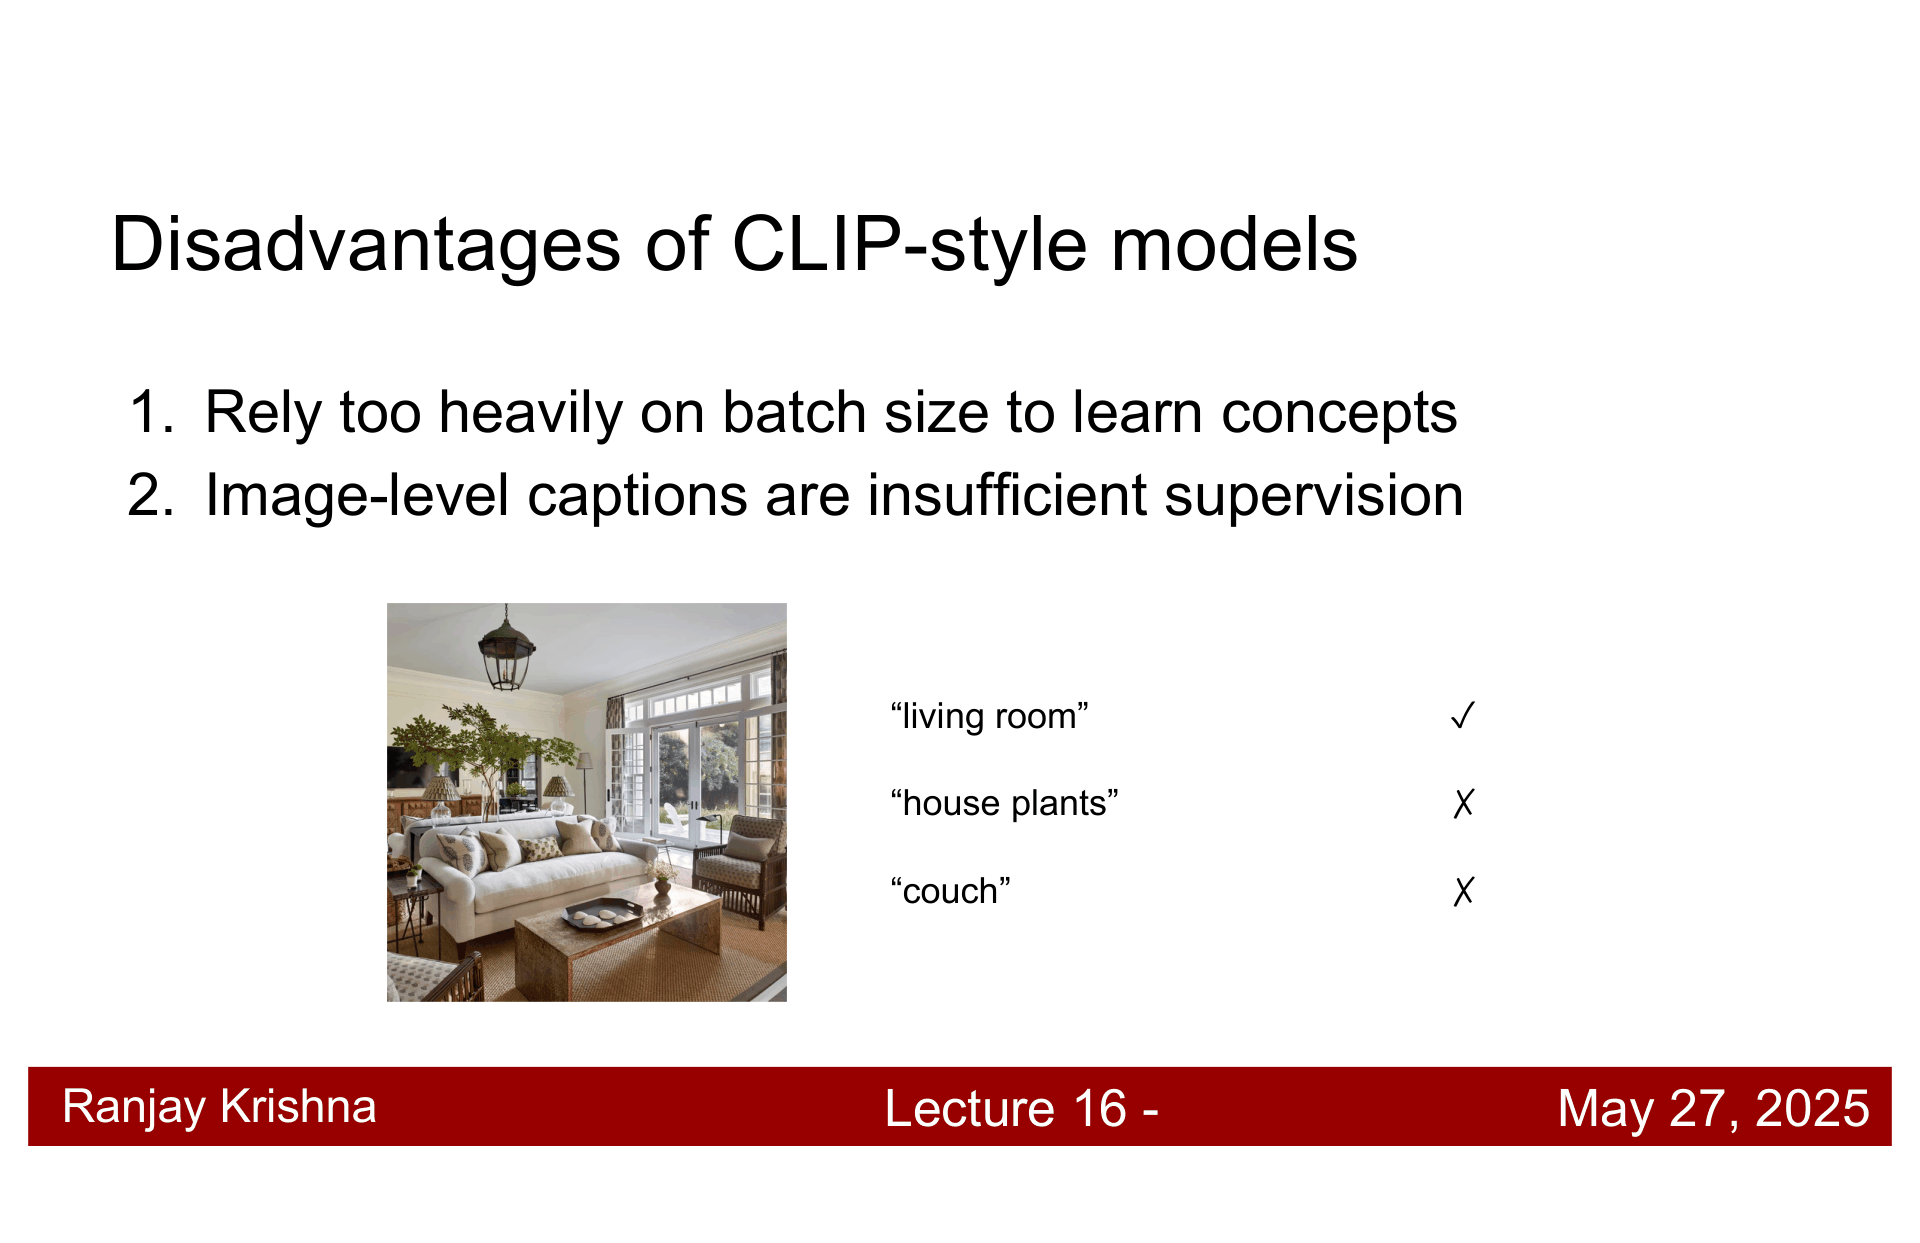 Disadvantages of CLIP-style models
1. Rely too heavily on batch size to learn concepts
2. Image-level captions are insufficient supervision
“living room” ✓
“house plants” ✗
“couch” ✗
Ranjay Krishna Lecture 16 - May 27, 2025